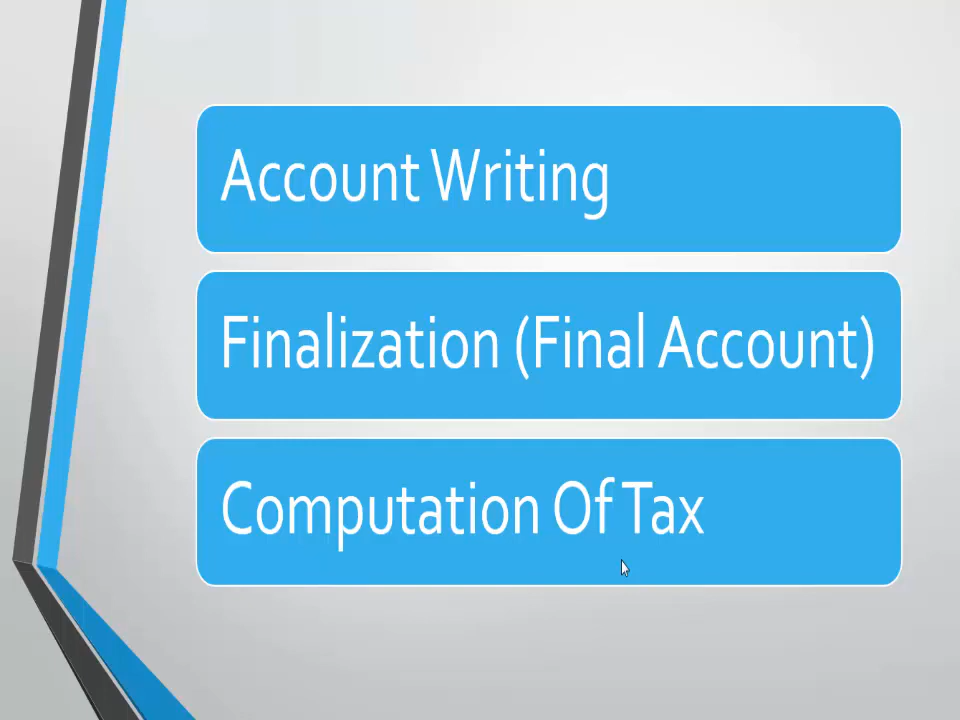 Account Writing
Finalization (Final Account)
Computation Of Tax